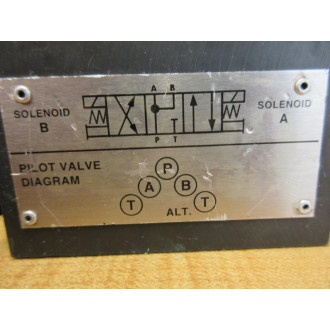 A B
SOLENOID
B
SOLENOID
A
P T
PILOT VALVE
DIAGRAM
P
A B
T T
ALT.